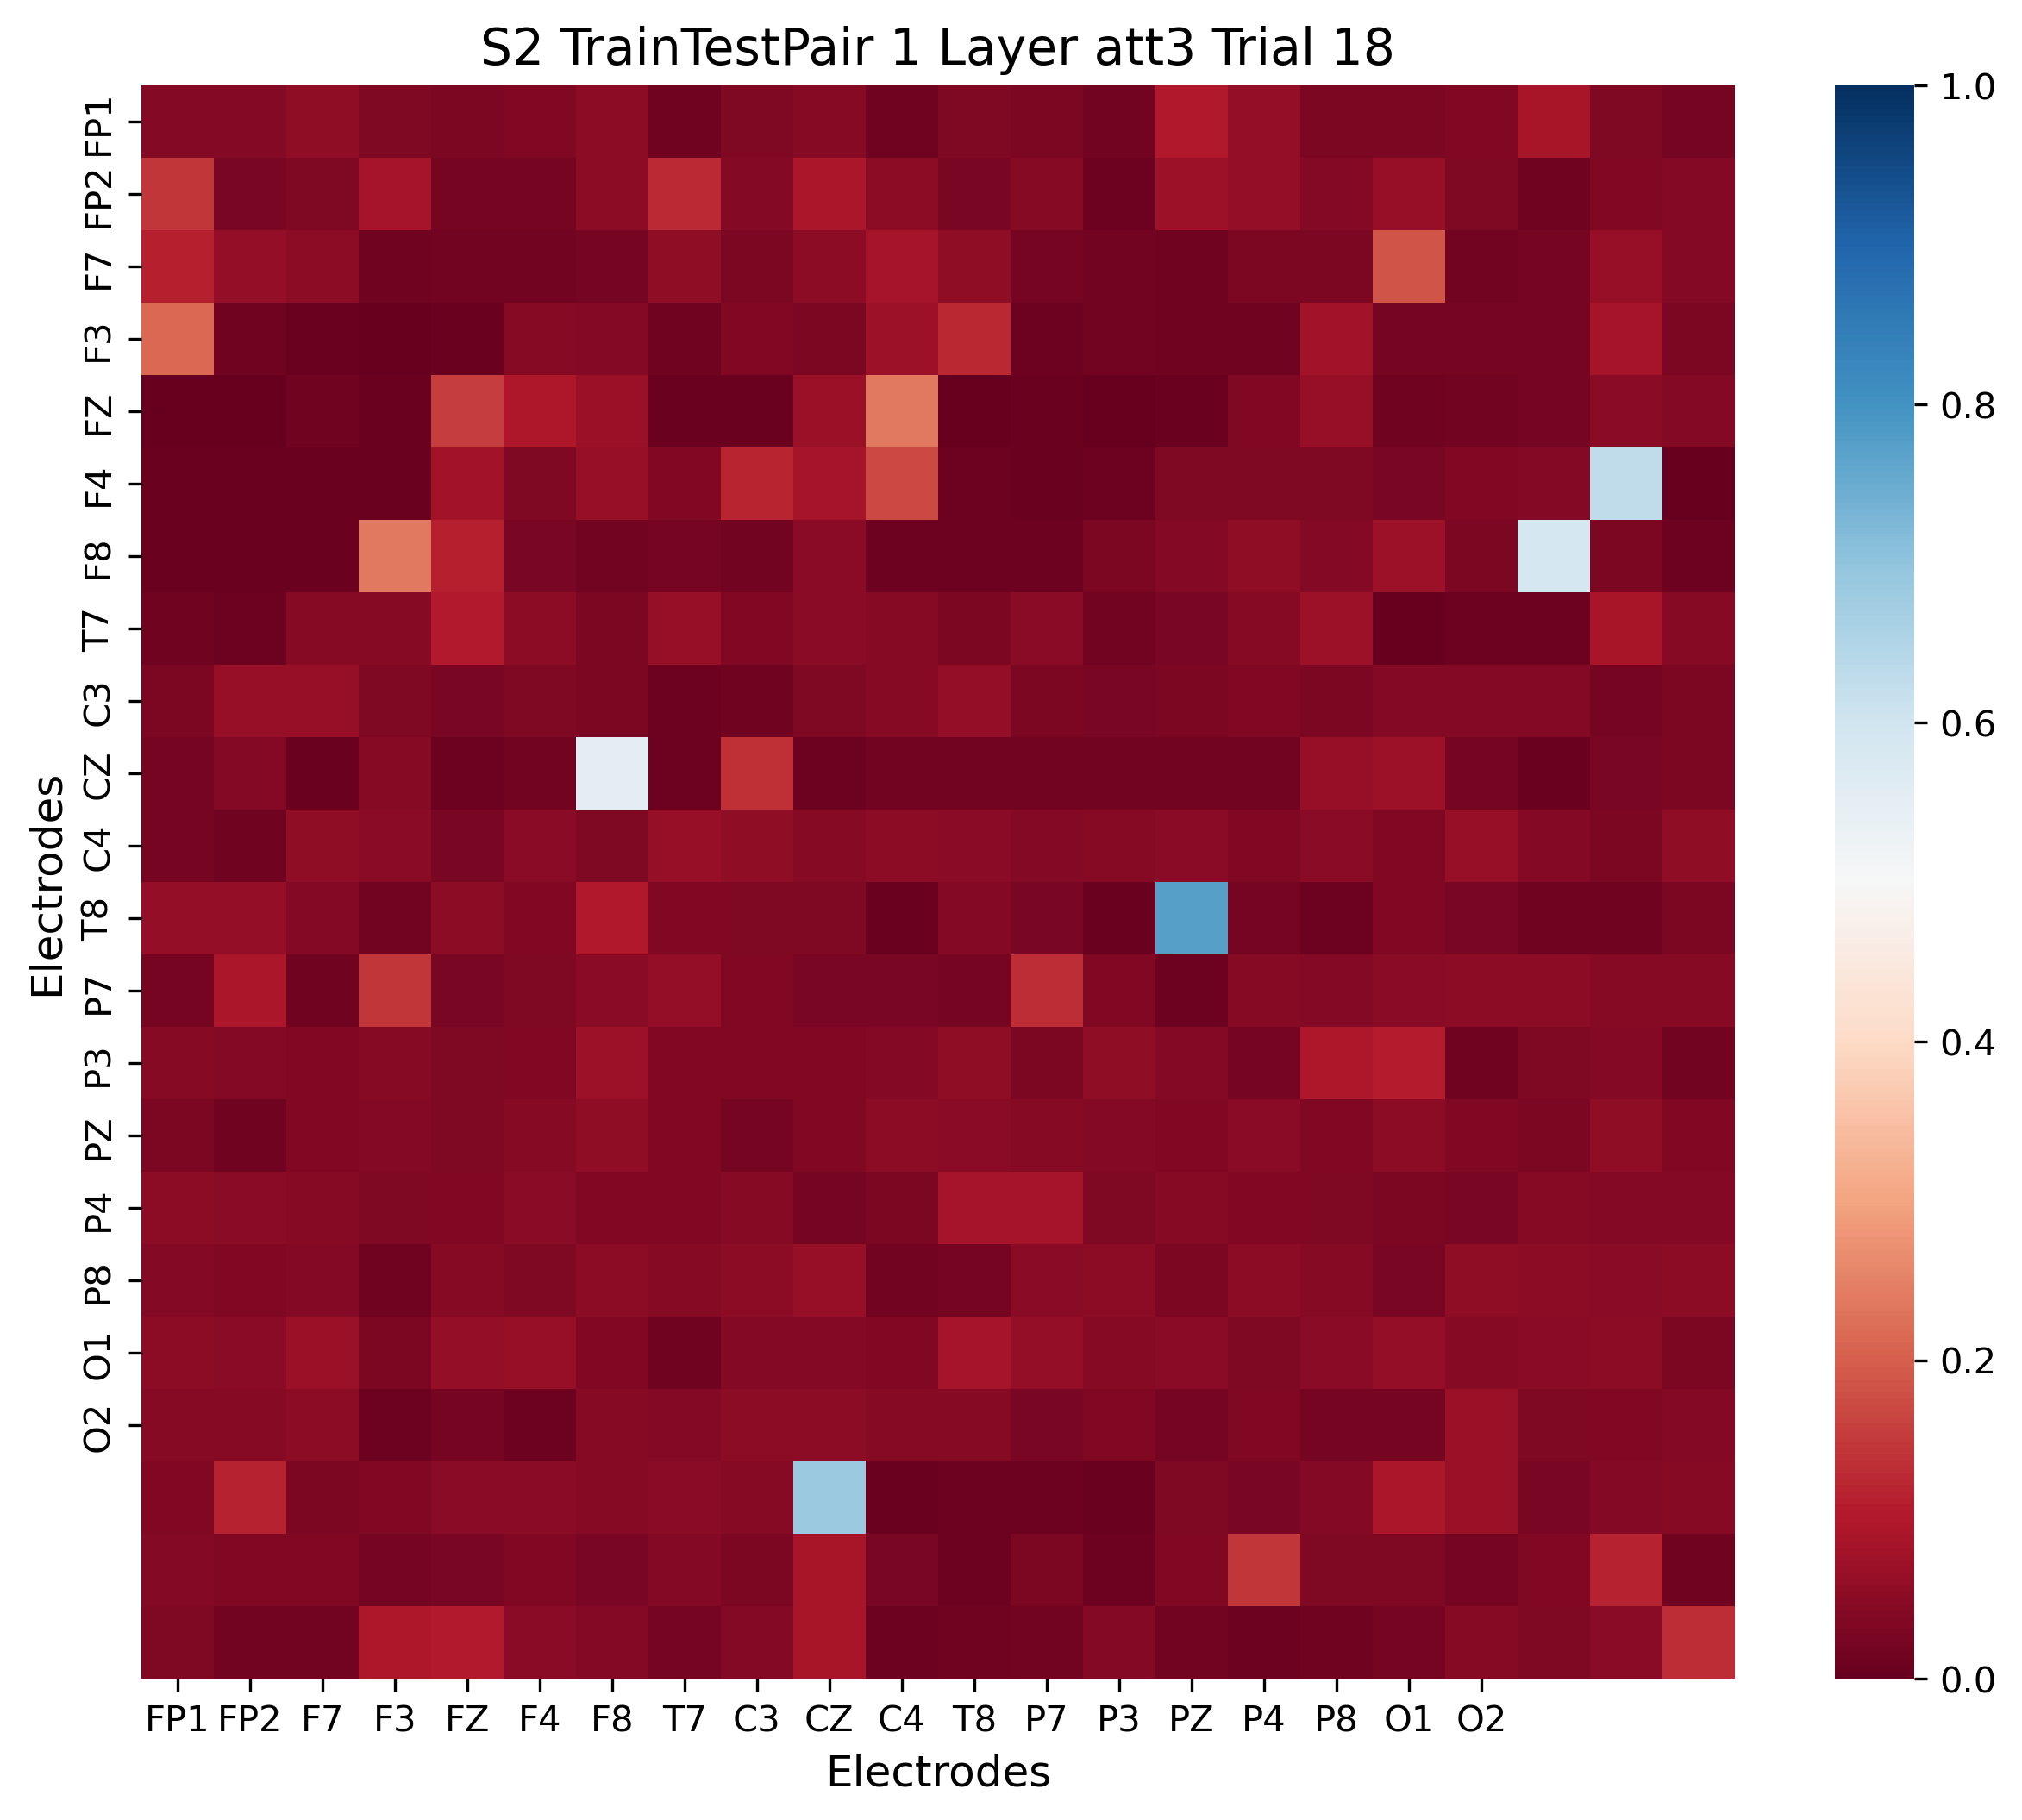 S2 TrainTestPair 1 Layer att3 Trial 18
Electrodes
FP1
FP2
F7
F3
FZ
F4
F8
T7
C3
CZ
C4
T8
P7
P3
PZ
P4
P8
O1
O2
FP1 FP2 F7 F3 FZ F4 F8 T7 C3 CZ C4 T8 P7 P3 PZ P4 P8 O1 O2
Electrodes
1.0
0.8
0.6
0.4
0.2
0.0